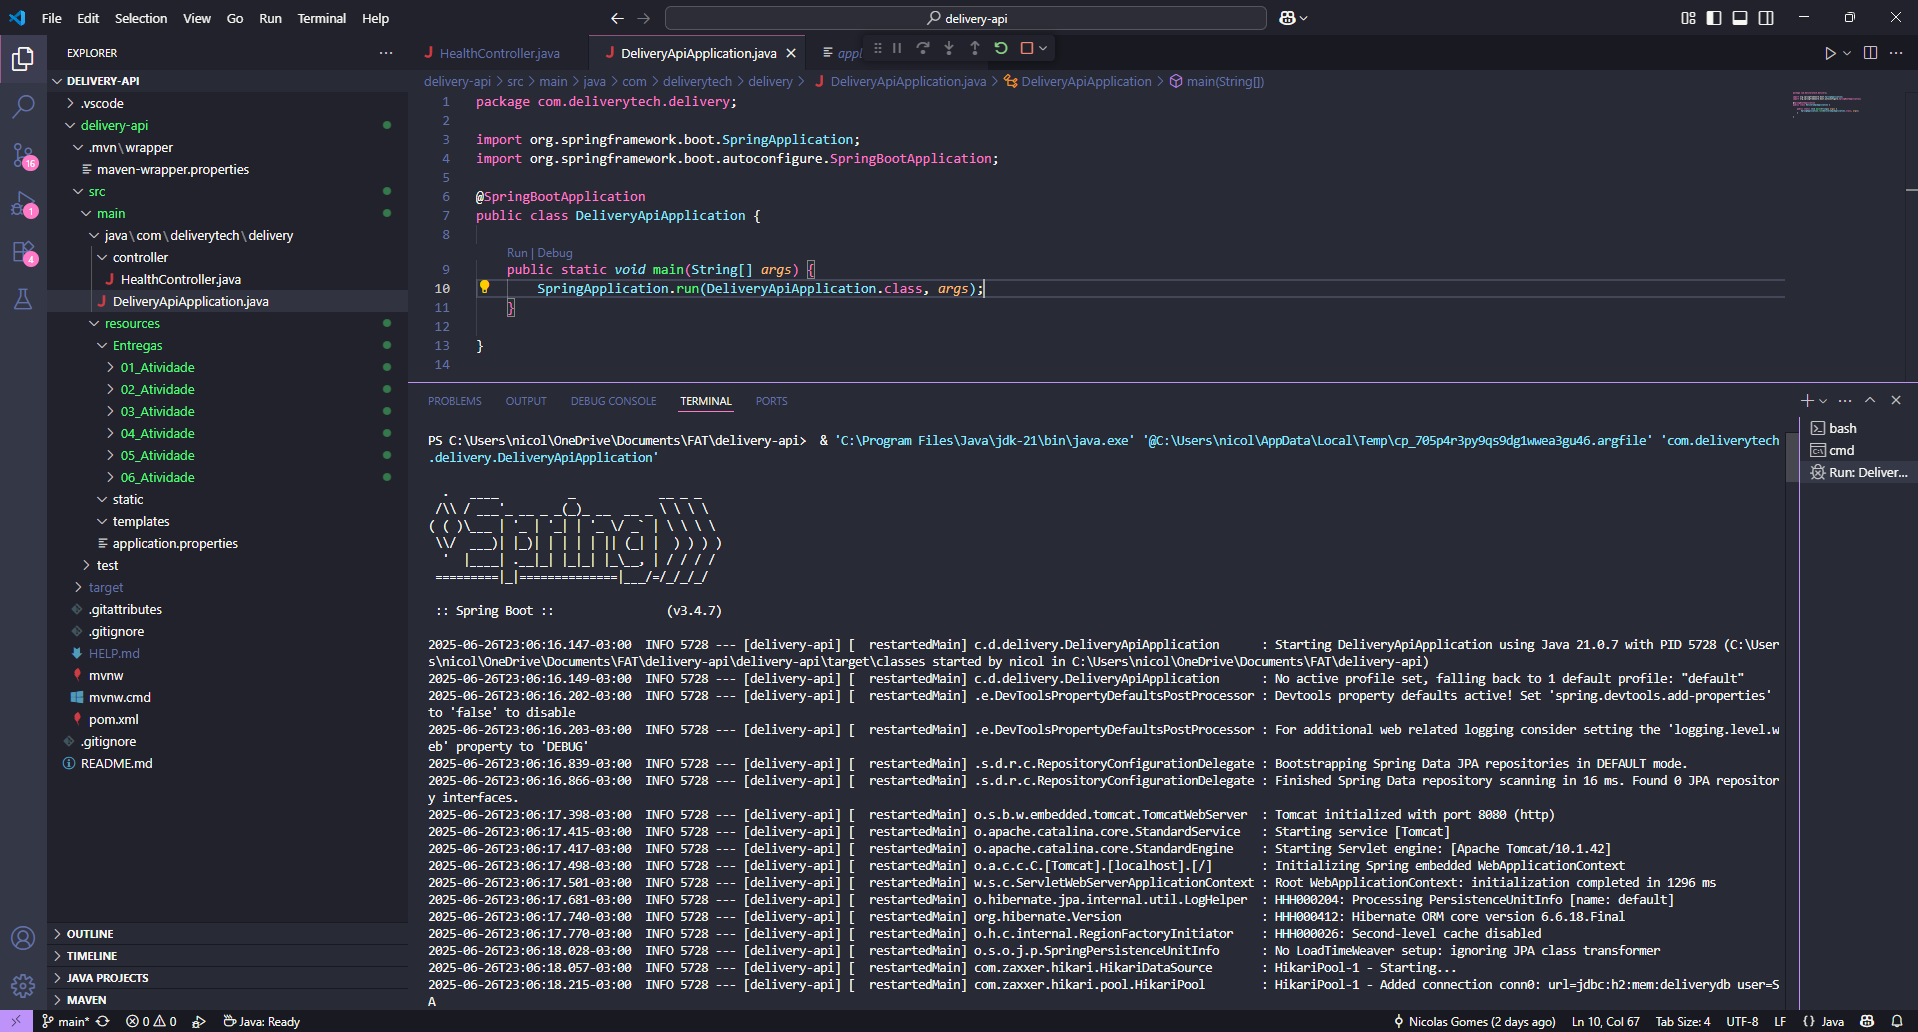 File Edit Selection View Go Run Terminal Help
delivery-api
EXPLORER
DELIVERY-API
.vscode
delivery-api
.mvn\wrapper
maven-wrapper.properties
src
main
java\com\deliverytech\delivery
controller
HealthController.java
DeliveryApiApplication.java
resources
Entregas
01_Atividade
02_Atividade
03_Atividade
04_Atividade
05_Atividade
06_Atividade
static
templates
application.properties
test
target
.gitattributes
.gitignore
HELP.md
mvnw
mvnw.cmd
pom.xml
.gitignore
README.md
OUTLINE
TIMELINE
JAVA PROJECTS
MAVEN
16
1
4
HealthController.java
DeliveryApiApplication.java
appl
delivery-api > src > main > java > com > deliverytech > delivery > DeliveryApiApplication.java > DeliveryApiApplication > main(String[])
1 package com.deliverytech.delivery;
2
3 import org.springframework.boot.SpringApplication;
4 import org.springframework.boot.autoconfigure.SpringBootApplication;
5
6 @SpringBootApplication
7 public class DeliveryApiApplication {
8
Run | Debug
9 public static void main(String[] args) {
10 SpringApplication.run(DeliveryApiApplication.class, args);
11 }
12
13 }
14
PROBLEMS OUTPUT DEBUG CONSOLE TERMINAL PORTS
bash
cmd
Run: Deliver...
PS C:\Users\nicol\OneDrive\Documents\FAT\delivery-api> & 'C:\Program Files\Java\jdk-21\bin\java.exe' '@C:\Users\nicol\AppData\Local\Temp\cp_705p4r3py9qs9dg1wwea3gu46.argfile' 'com.deliverytech
.delivery.DeliveryApiApplication'
:: Spring Boot :: (v3.4.7)
2025-06-26T23:06:16.147-03:00 INFO 5728 --- [delivery-api] [ restartedMain] c.d.delivery.DeliveryApiApplication : Starting DeliveryApiApplication using Java 21.0.7 with PID 5728 (C:\User
s\nicol\OneDrive\Documents\FAT\delivery-api\delivery-api\target\classes started by nicol in C:\Users\nicol\OneDrive\Documents\FAT\delivery-api)
2025-06-26T23:06:16.149-03:00 INFO 5728 --- [delivery-api] [ restartedMain] c.d.delivery.DeliveryApiApplication : No active profile set, falling back to 1 default profile: "default"
2025-06-26T23:06:16.202-03:00 INFO 5728 --- [delivery-api] [ restartedMain] .e.DevToolsPropertyDefaultsPostProcessor : Devtools property defaults active! Set 'spring.devtools.add-properties'
to 'false' to disable
2025-06-26T23:06:16.203-03:00 INFO 5728 --- [delivery-api] [ restartedMain] .e.DevToolsPropertyDefaultsPostProcessor : For additional web related logging consider setting the 'logging.level.w
eb' property to 'DEBUG'
2025-06-26T23:06:16.839-03:00 INFO 5728 --- [delivery-api] [ restartedMain] .s.d.r.c.RepositoryConfigurationDelegate : Bootstrapping Spring Data JPA repositories in DEFAULT mode.
2025-06-26T23:06:16.866-03:00 INFO 5728 --- [delivery-api] [ restartedMain] .s.d.r.c.RepositoryConfigurationDelegate : Finished Spring Data repository scanning in 16 ms. Found 0 JPA repositor
y interfaces.
2025-06-26T23:06:17.398-03:00 INFO 5728 --- [delivery-api] [ restartedMain] o.s.b.w.embedded.tomcat.TomcatWebServer : Tomcat initialized with port 8080 (http)
2025-06-26T23:06:17.415-03:00 INFO 5728 --- [delivery-api] [ restartedMain] o.apache.catalina.core.StandardService : Starting service [Tomcat]
2025-06-26T23:06:17.417-03:00 INFO 5728 --- [delivery-api] [ restartedMain] o.apache.catalina.core.StandardEngine : Starting Servlet engine: [Apache Tomcat/10.1.42]
2025-06-26T23:06:17.498-03:00 INFO 5728 --- [delivery-api] [ restartedMain] o.a.c.c.C.[Tomcat].[localhost].[/] : Initializing Spring embedded WebApplicationContext
2025-06-26T23:06:17.501-03:00 INFO 5728 --- [delivery-api] [ restartedMain] w.s.c.ServletWebServerApplicationContext : Root WebApplicationContext: initialization completed in 1296 ms
2025-06-26T23:06:17.681-03:00 INFO 5728 --- [delivery-api] [ restartedMain] o.hibernate.jpa.internal.util.LogHelper : HHH000204: Processing PersistenceUnitInfo [name: default]
2025-06-26T23:06:17.740-03:00 INFO 5728 --- [delivery-api] [ restartedMain] org.hibernate.Version : HHH000412: Hibernate ORM core version 6.6.18.Final
2025-06-26T23:06:17.770-03:00 INFO 5728 --- [delivery-api] [ restartedMain] o.h.c.internal.RegionFactoryInitiator : HHH000026: Second-level cache disabled
2025-06-26T23:06:18.028-03:00 INFO 5728 --- [delivery-api] [ restartedMain] o.s.o.j.p.SpringPersistenceUnitInfo : No LoadTimeWeaver setup: ignoring JPA class transformer
2025-06-26T23:06:18.057-03:00 INFO 5728 --- [delivery-api] [ restartedMain] com.zaxxer.hikari.HikariDataSource : HikariPool-1 - Starting...
2025-06-26T23:06:18.215-03:00 INFO 5728 --- [delivery-api] [ restartedMain] com.zaxxer.hikari.pool.HikariPool : HikariPool-1 - Added connection conn0: url=jdbc:h2:mem:deliverydb user=S
A
main* 0 0 Java: Ready Nicolas Gomes (2 days ago) Ln 10, Col 67 Tab Size: 4 UTF-8 LF {} Java